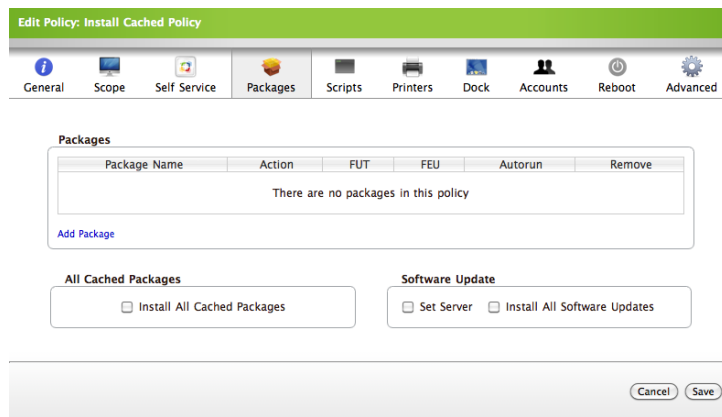 Edit Policy: Install Cached Policy
General Scope Self Service Packages Scripts Printers Dock Accounts Reboot Advanced
Packages
Package Name Action FUT FEU Autorun Remove
There are no packages in this policy
Add Package
All Cached Packages Software Update
Install All Cached Packages Set Server Install All Software Updates
Cancel Save